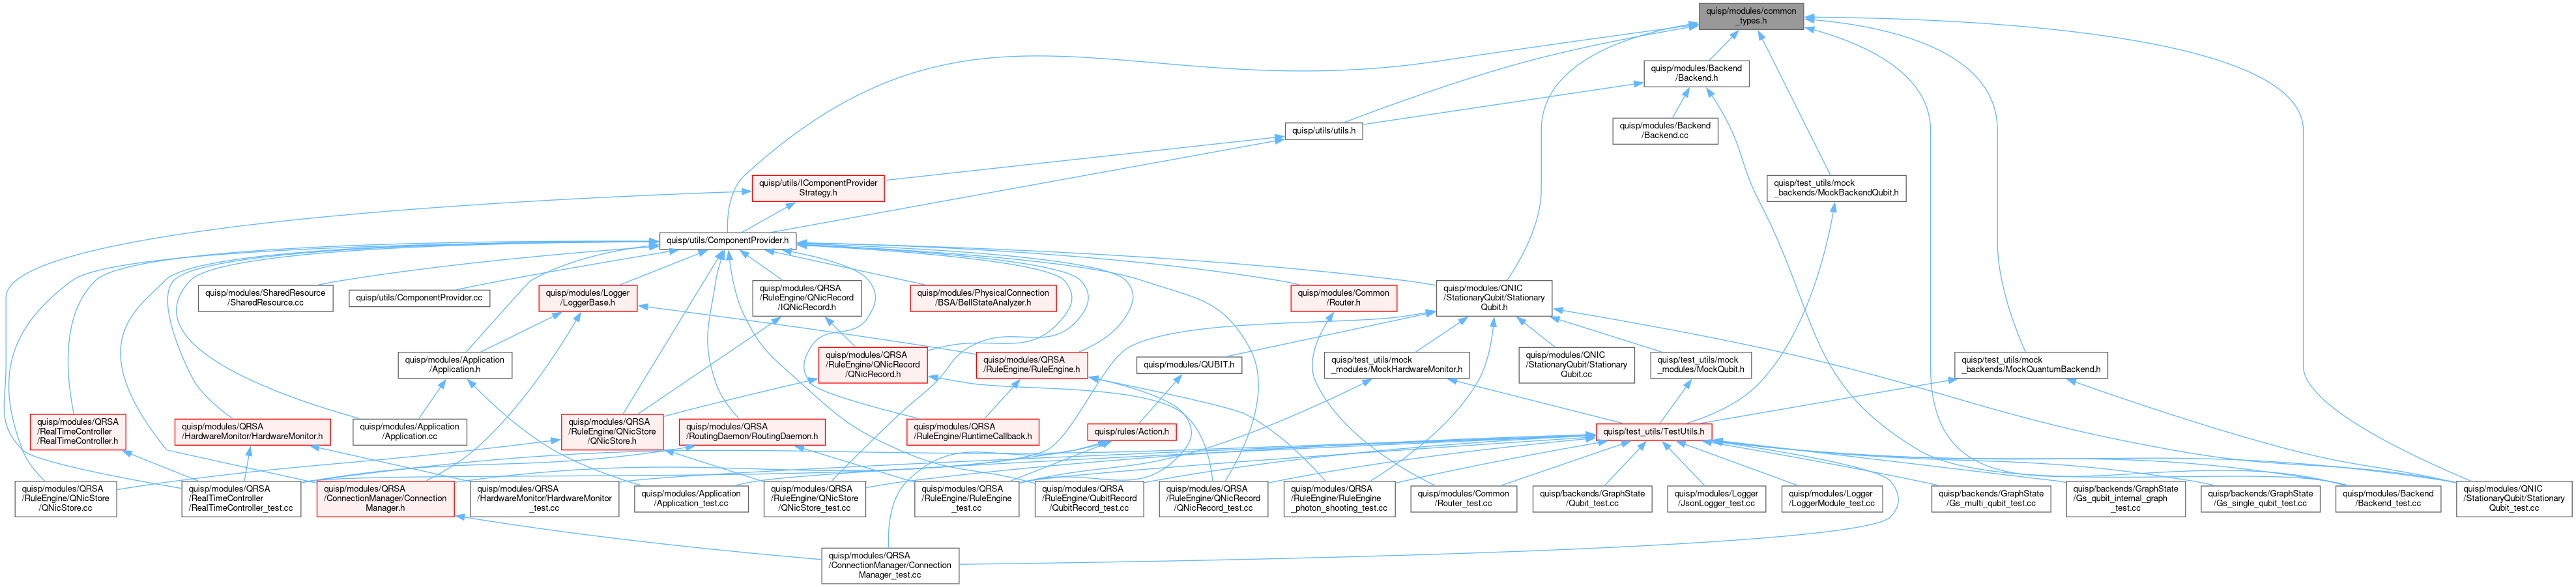 quisp/modules/common
_types.h
quisp/modules/Backend
/Backend.h
quisp/utils/utils.h
quisp/modules/Backend
/Backend.cc
quisp/utils/IComponentProvider
Strategy.h
quisp/test_utils/mock
_backends/MockBackendQubit.h
quisp/utils/ComponentProvider.h
quisp/modules/SharedResource
/SharedResource.cc
quisp/utils/ComponentProvider.cc
quisp/modules/Logger
/LoggerBase.h
quisp/modules/QRSA
/RuleEngine/QNicRecord
/IQNicRecord.h
quisp/modules/PhysicalConnection
/BSA/BellStateAnalyzer.h
quisp/modules/Common
/Router.h
quisp/modules/QNIC
/StationaryQubit/Stationary
Qubit.h
quisp/modules/Application
/Application.h
quisp/modules/QRSA
/RuleEngine/QNicRecord
/QNicRecord.h
quisp/modules/QRSA
/RuleEngine/RuleEngine.h
quisp/modules/QUBIT.h
quisp/test_utils/mock
_modules/MockHardwareMonitor.h
quisp/modules/QNIC
/StationaryQubit/Stationary
Qubit.cc
quisp/test_utils/mock
_modules/MockQubit.h
quisp/test_utils/mock
_backends/MockQuantumBackend.h
quisp/modules/QRSA
/RealTimeController
/RealTimeController.h
quisp/modules/QRSA
/HardwareMonitor/HardwareMonitor.h
quisp/modules/Application
/Application.cc
quisp/modules/QRSA
/RuleEngine/QNicStore
/QNicStore.h
quisp/modules/QRSA
/RoutingDaemon/RoutingDaemon.h
quisp/modules/QRSA
/RuleEngine/RuntimeCallback.h
quisp/rules/Action.h
quisp/test_utils/TestUtils.h
quisp/modules/QRSA
/RuleEngine/QNicStore
/QNicStore.cc
quisp/modules/QRSA
/RealTimeController
/RealTimeController_test.cc
quisp/modules/QRSA
/ConnectionManager/Connection
Manager.h
quisp/modules/QRSA
/HardwareMonitor/HardwareMonitor
_test.cc
quisp/modules/Application
/Application_test.cc
quisp/modules/QRSA
/RuleEngine/QNicStore
/QNicStore_test.cc
quisp/modules/QRSA
/RuleEngine/RuleEngine
_test.cc
quisp/modules/QRSA
/RuleEngine/QubitRecord
/QubitRecord_test.cc
quisp/modules/QRSA
/RuleEngine/QNicRecord
/QNicRecord_test.cc
quisp/modules/QRSA
/RuleEngine/RuleEngine
_photon_shooting_test.cc
quisp/modules/Common
/Router_test.cc
quisp/backends/GraphState
/Qubit_test.cc
quisp/modules/Logger
/JsonLogger_test.cc
quisp/modules/Logger
/LoggerModule_test.cc
quisp/backends/GraphState
/Gs_multi_qubit_test.cc
quisp/backends/GraphState
/Gs_qubit_internal_graph
_test.cc
quisp/backends/GraphState
/Gs_single_qubit_test.cc
quisp/modules/Backend
/Backend_test.cc
quisp/modules/QNIC
/StationaryQubit/Stationary
Qubit_test.cc
quisp/modules/QRSA
/ConnectionManager/Connection
Manager_test.cc